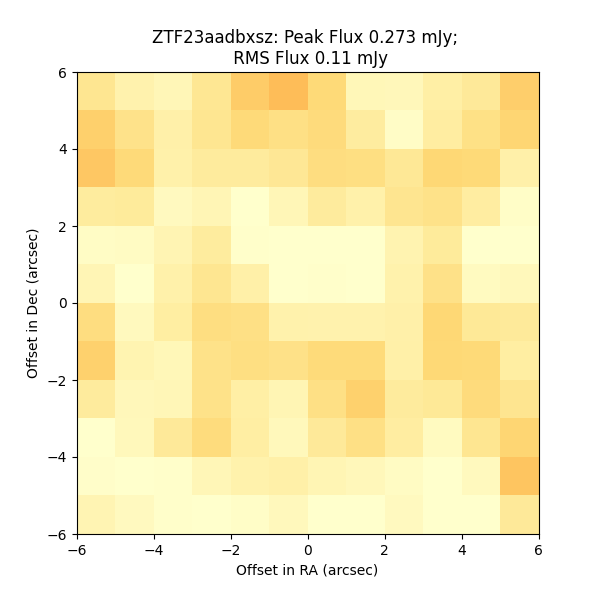 ZTF23aadbxsz: Peak Flux 0.273 mJy;
RMS Flux 0.11 mJy
6
4
2
0
−2
−4
−6
Offset in Dec (arcsec)
−6 −4 −2 0 2 4 6
Offset in RA (arcsec)